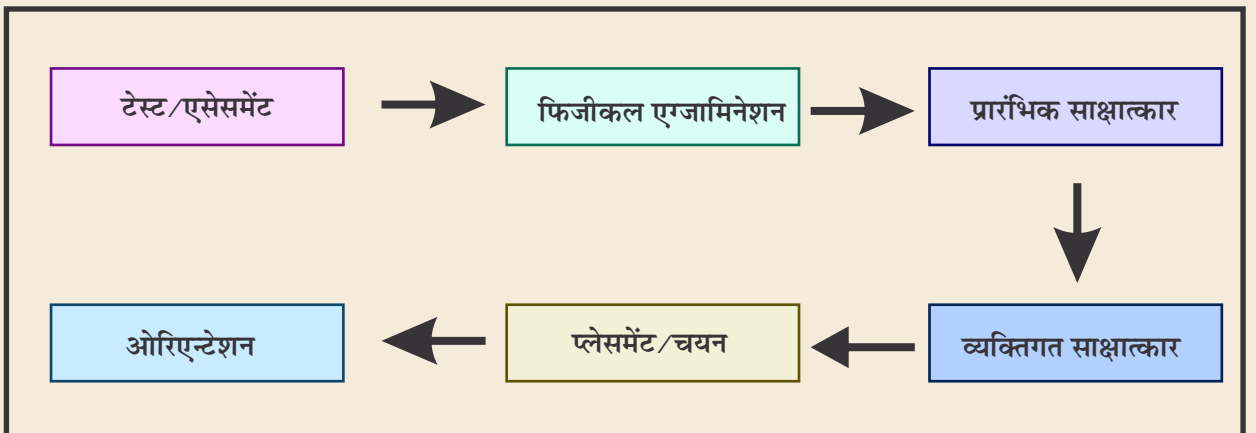 टेस्ट/एसेसमेंट
फिजीकल एग्जामिनेशन
प्रारंभिक साक्षात्कार
व्यक्तिगत साक्षात्कार
प्लेसमेंट/चयन
ओरिएन्टेशन